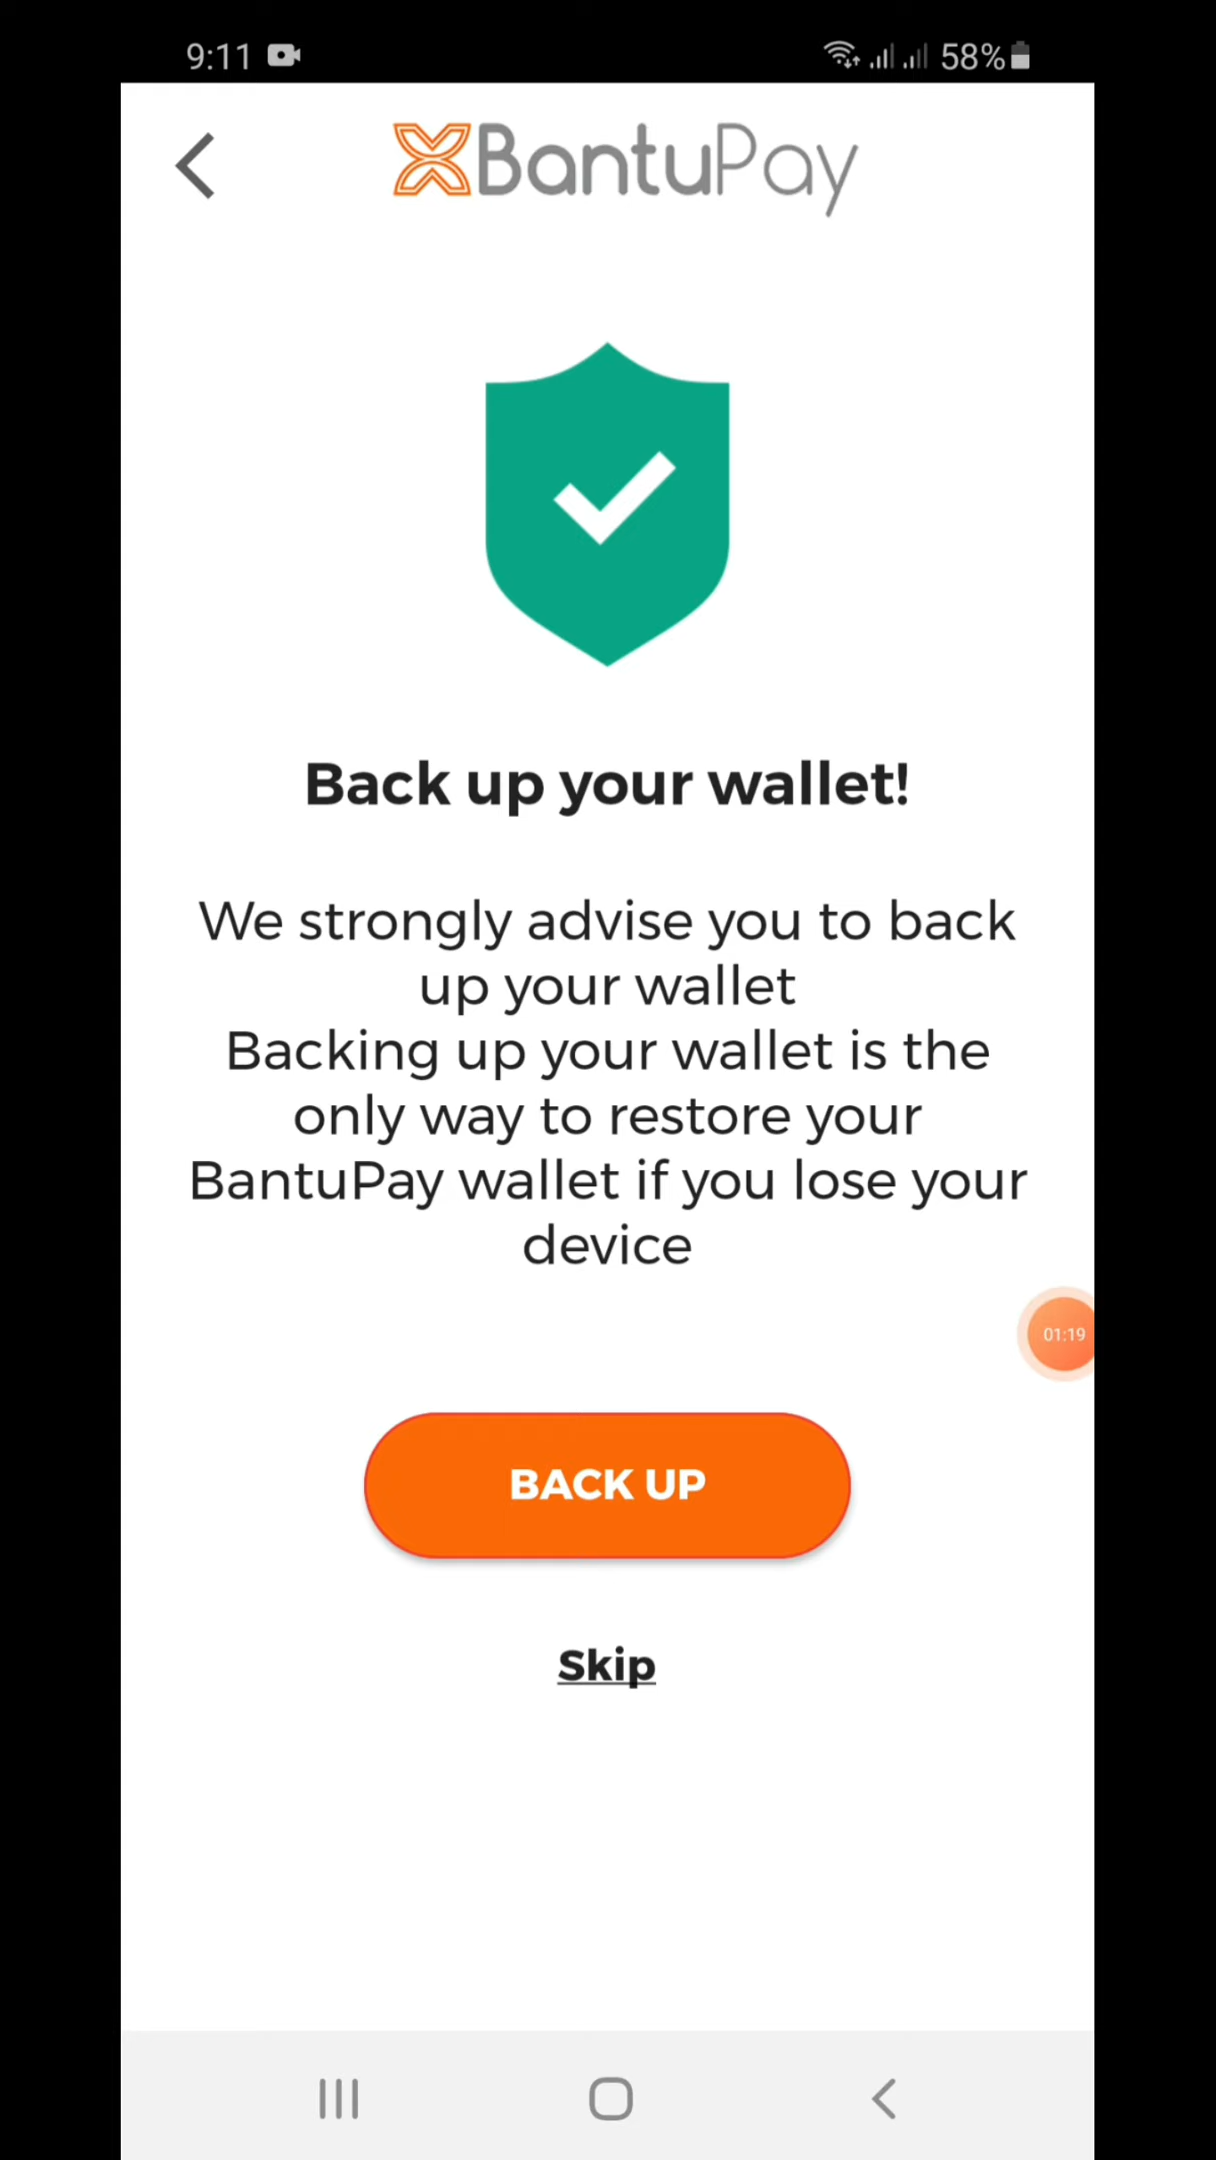 9:11 58%
BantuPay
Back up your wallet!
We strongly advise you to back
up your wallet
Backing up your wallet is the
only way to restore your
BantuPay wallet if you lose your
device
01:19
BACK UP
Skip